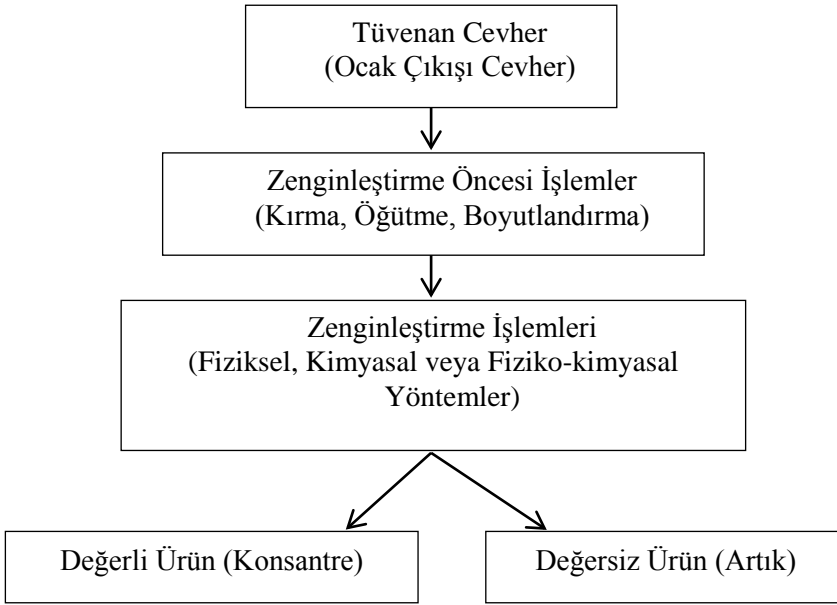 Tüvenan Cevher
(Ocak Çıkışı Cevher)
Zenginleştirme Öncesi İşlemler
(Kırma, Öğütme, Boyutlandırma)
Zenginleştirme İşlemleri
(Fiziksel, Kimyasal veya Fiziko-kimyasal
Yöntemler)
Değerli Ürün (Konsantre)
Değersiz Ürün (Artık)